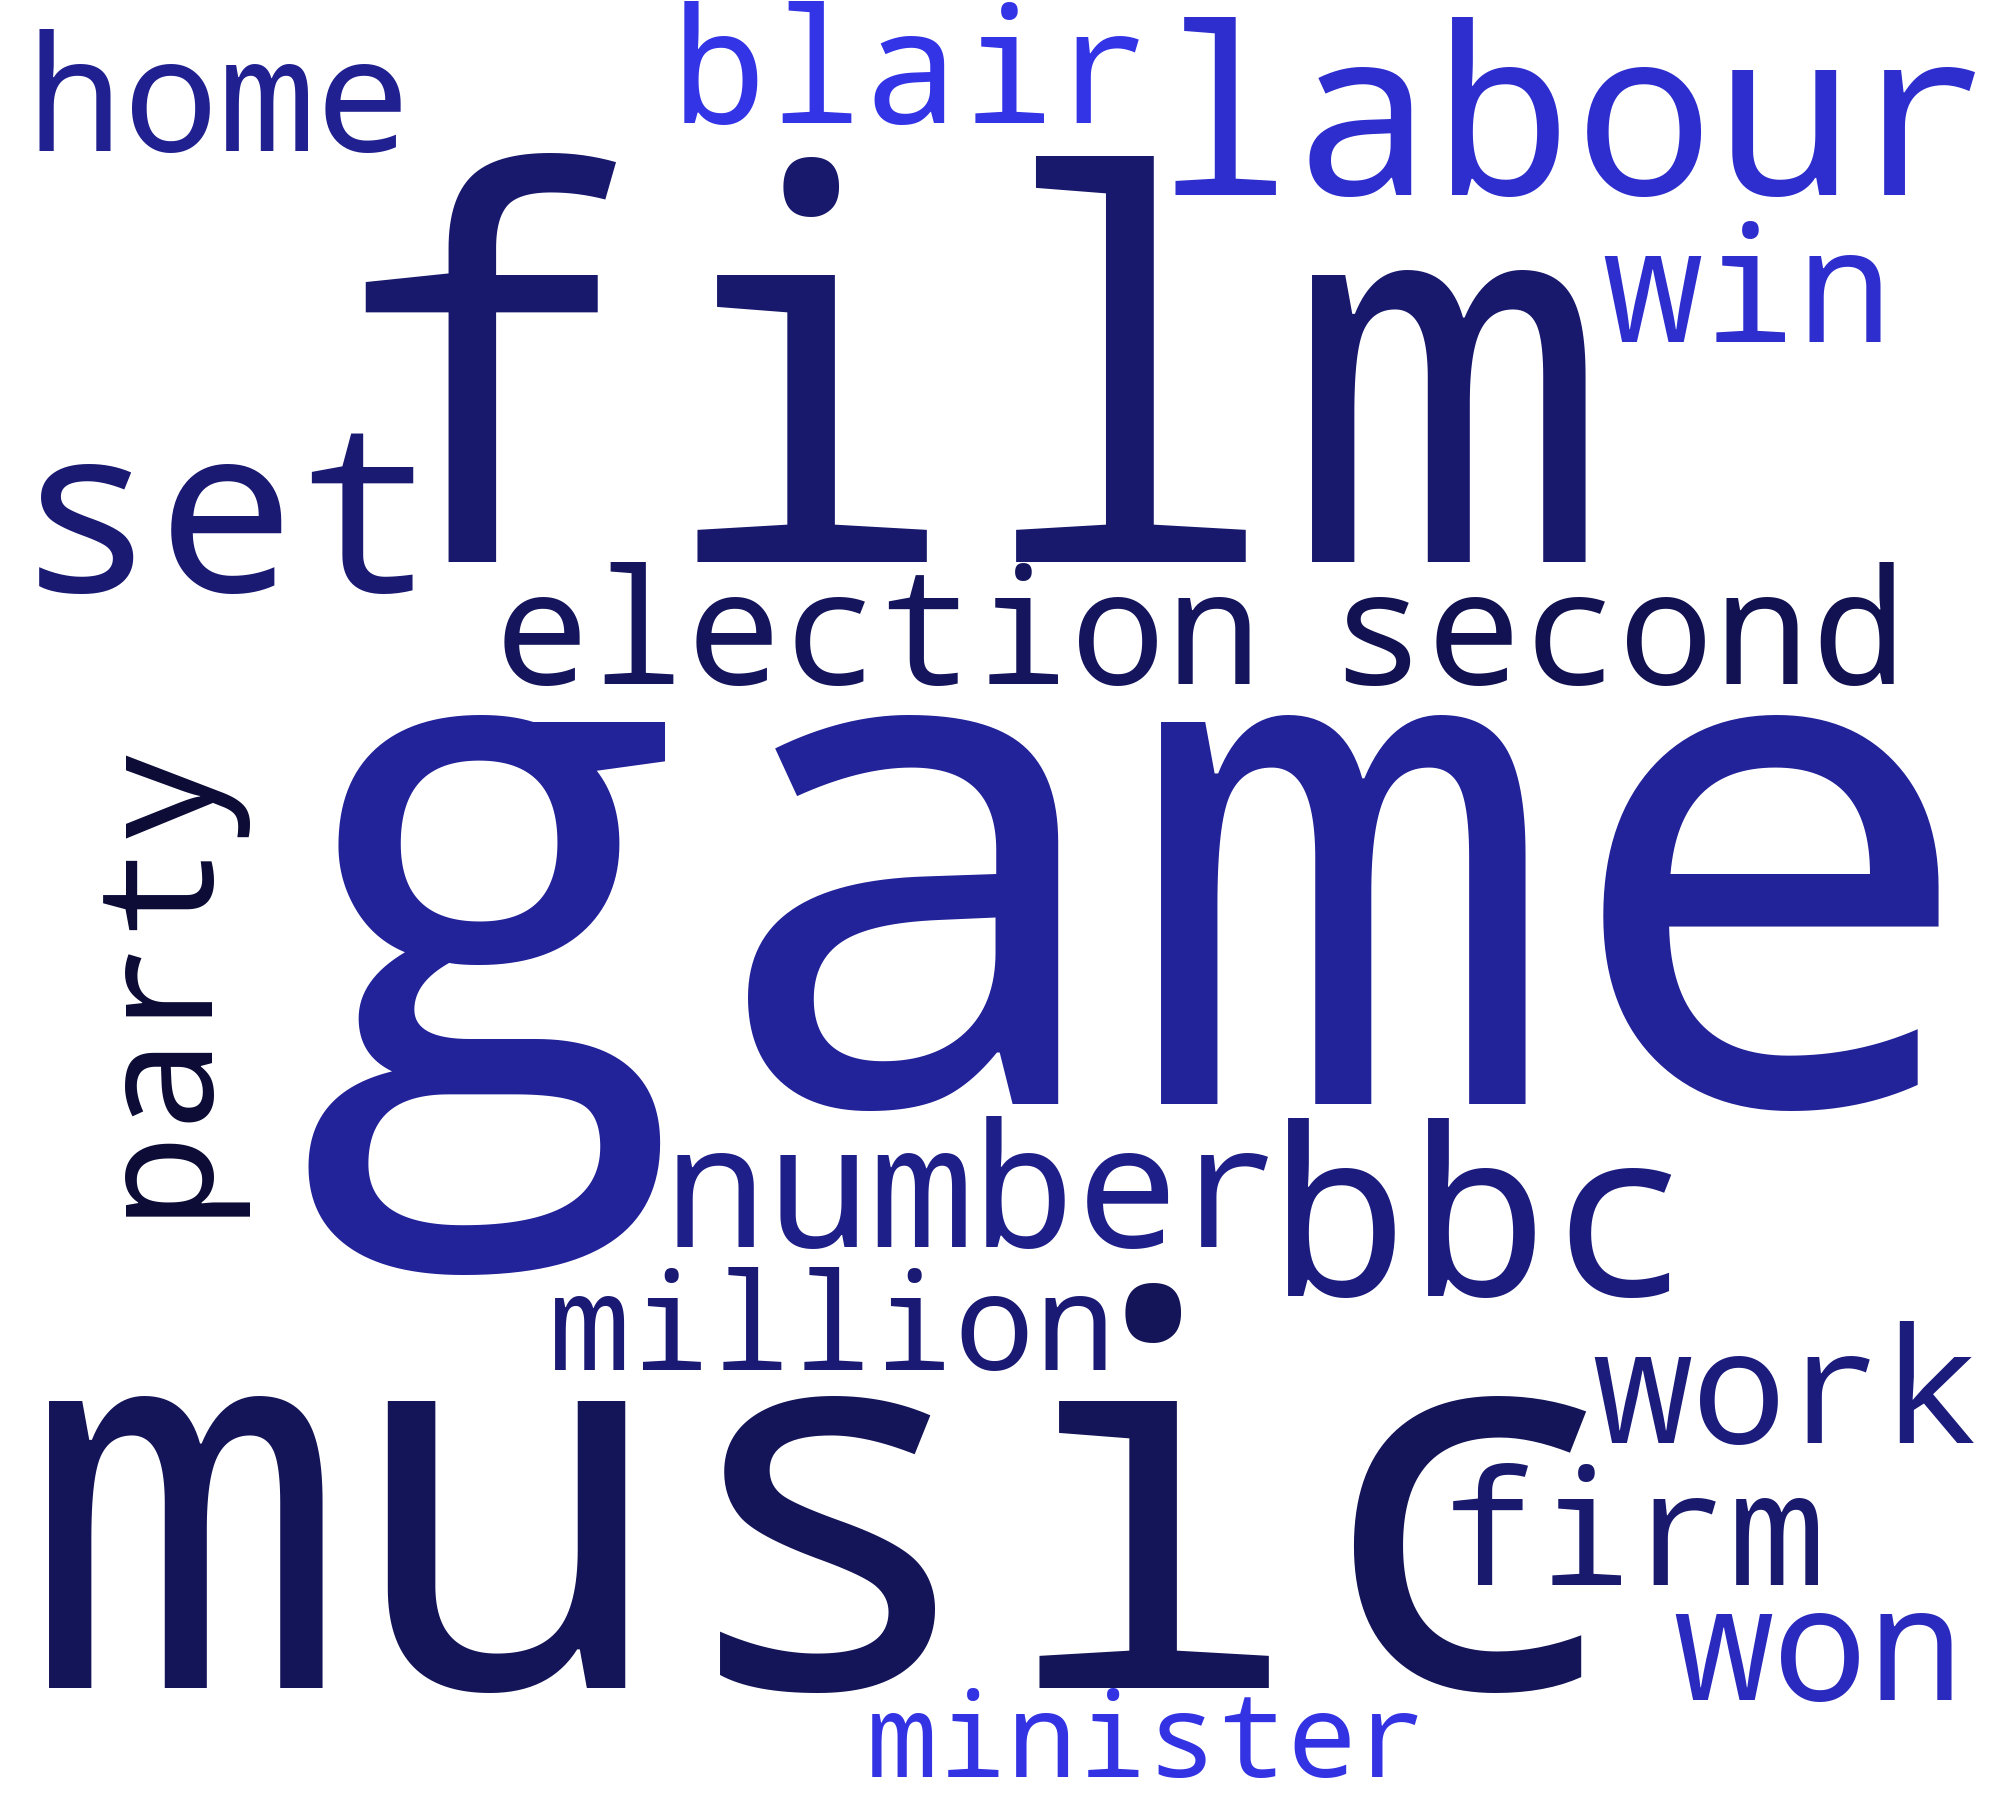 home
blair
labour
film
win
set
election
second
party
game
number
bbc
million
music
work
firm
won
minister